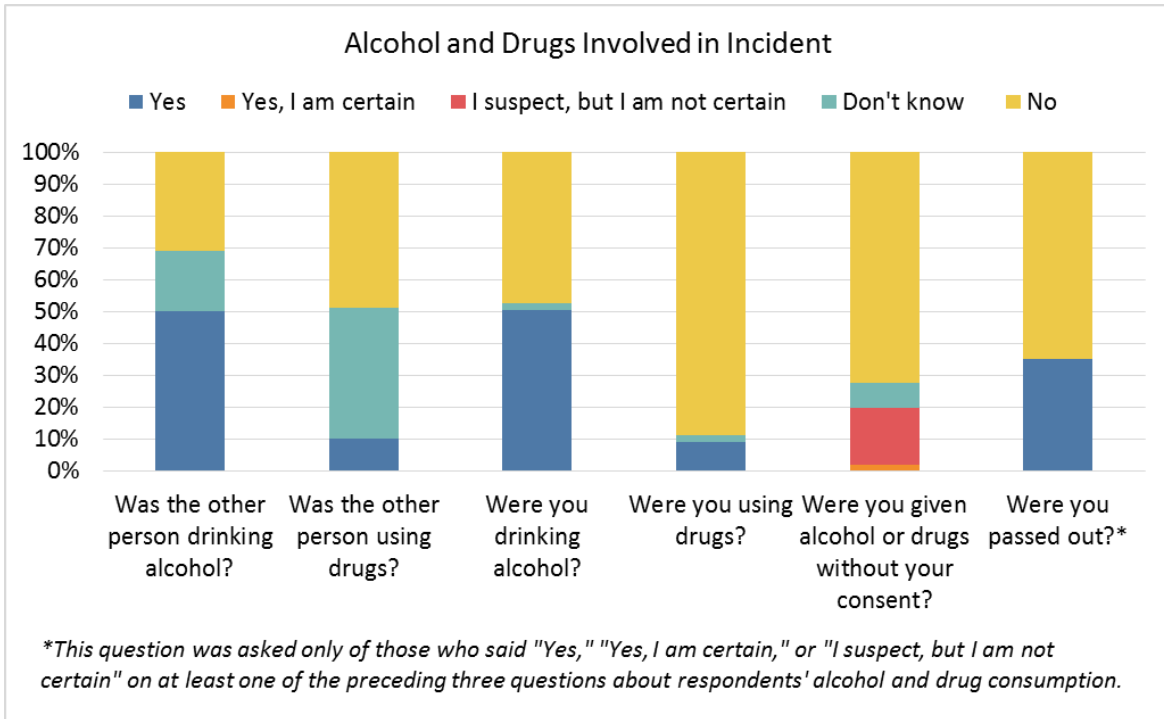 Alcohol and Drugs Involved in Incident
Yes
Yes, I am certain
I suspect, but I am not certain
Don't know
No
100%
90%
80%
70%
60%
50%
40%
30%
20%
10%
0%
Was the other
person drinking
alcohol?
Was the other
person using
drugs?
Were you
drinking
alcohol?
Were you using
drugs?
Were you given
alcohol or drugs
without your
consent?
Were you
passed out?*
*This question was asked only of those who said "Yes," "Yes, I am certain," or "I suspect, but I am not
certain" on at least one of the preceding three questions about respondents' alcohol and drug consumption.